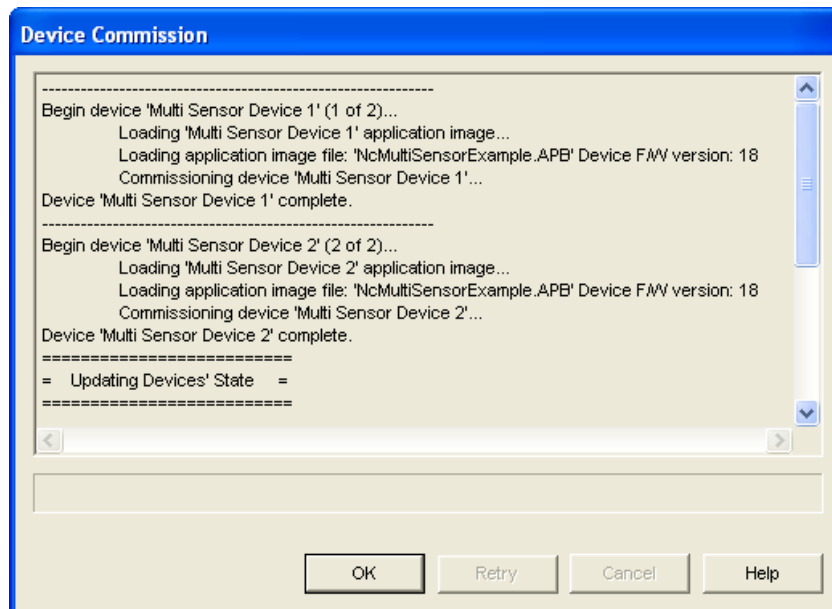 Device Commission
-------------------------------------------------------------
Begin device 'Multi Sensor Device 1' (1 of 2)...
Loading 'Multi Sensor Device 1' application image...
Loading application image file: 'NcMultiSensorExample.APB' Device F/W version: 18
Commissioning device 'Multi Sensor Device 1'...
Device 'Multi Sensor Device 1' complete.
-------------------------------------------------------------
Begin device 'Multi Sensor Device 2' (2 of 2)...
Loading 'Multi Sensor Device 2' application image...
Loading application image file: 'NcMultiSensorExample.APB' Device F/W version: 18
Commissioning device 'Multi Sensor Device 2'...
Device 'Multi Sensor Device 2' complete.
==========================
= Updating Devices' State =
==========================
OK Retry Cancel Help